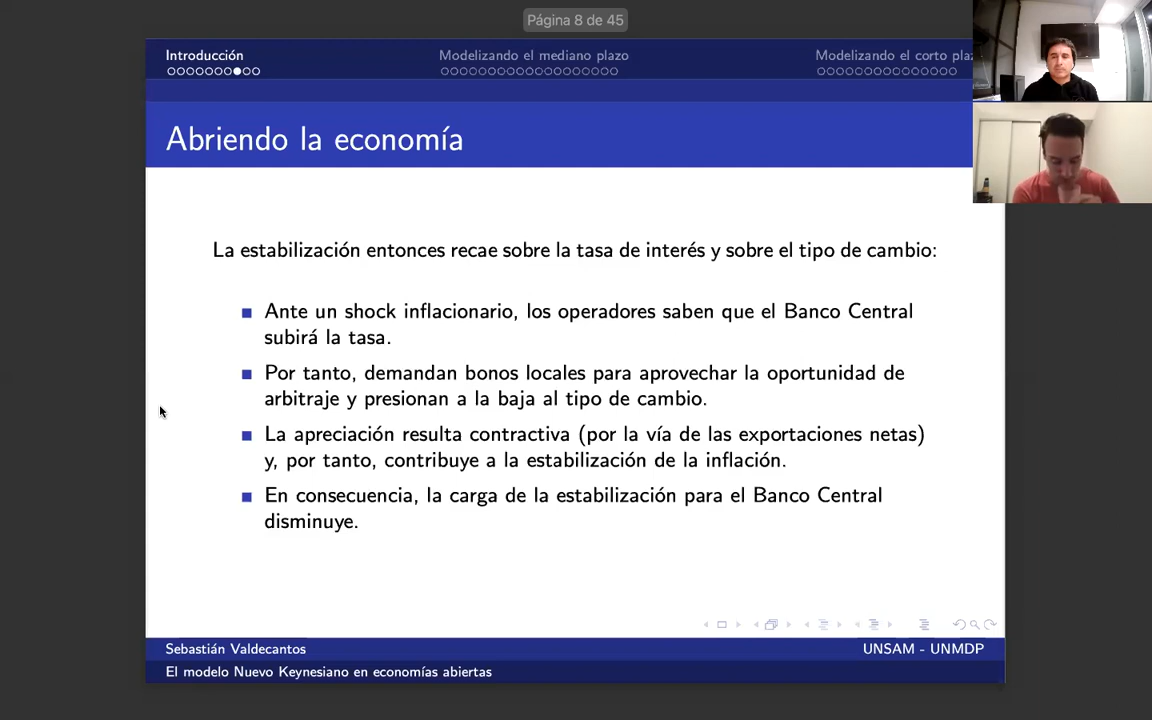 Página 8 de 45
Introducción
Modelizando el mediano plazo
Modelizando el corto
Abriendo la economía
La estabilización entonces recae sobre la tasa de interés y sobre el tipo de cambio:
Ante un shock inflacionario, los operadores saben que el Banco Central
subirá la tasa.
Por tanto, demandan bonos locales para aprovechar la oportunidad de
arbitraje y presionan a la baja al tipo de cambio.
La apreciación resulta contractiva (por la vía de las exportaciones netas)
y, por tanto, contribuye a la estabilización de la inflación.
En consecuencia, la carga de la estabilización para el Banco Central
disminuye.
Sebastián Valdecantos
UNSAM - UNMDP
El modelo Nuevo Keynesiano en economías abiertas